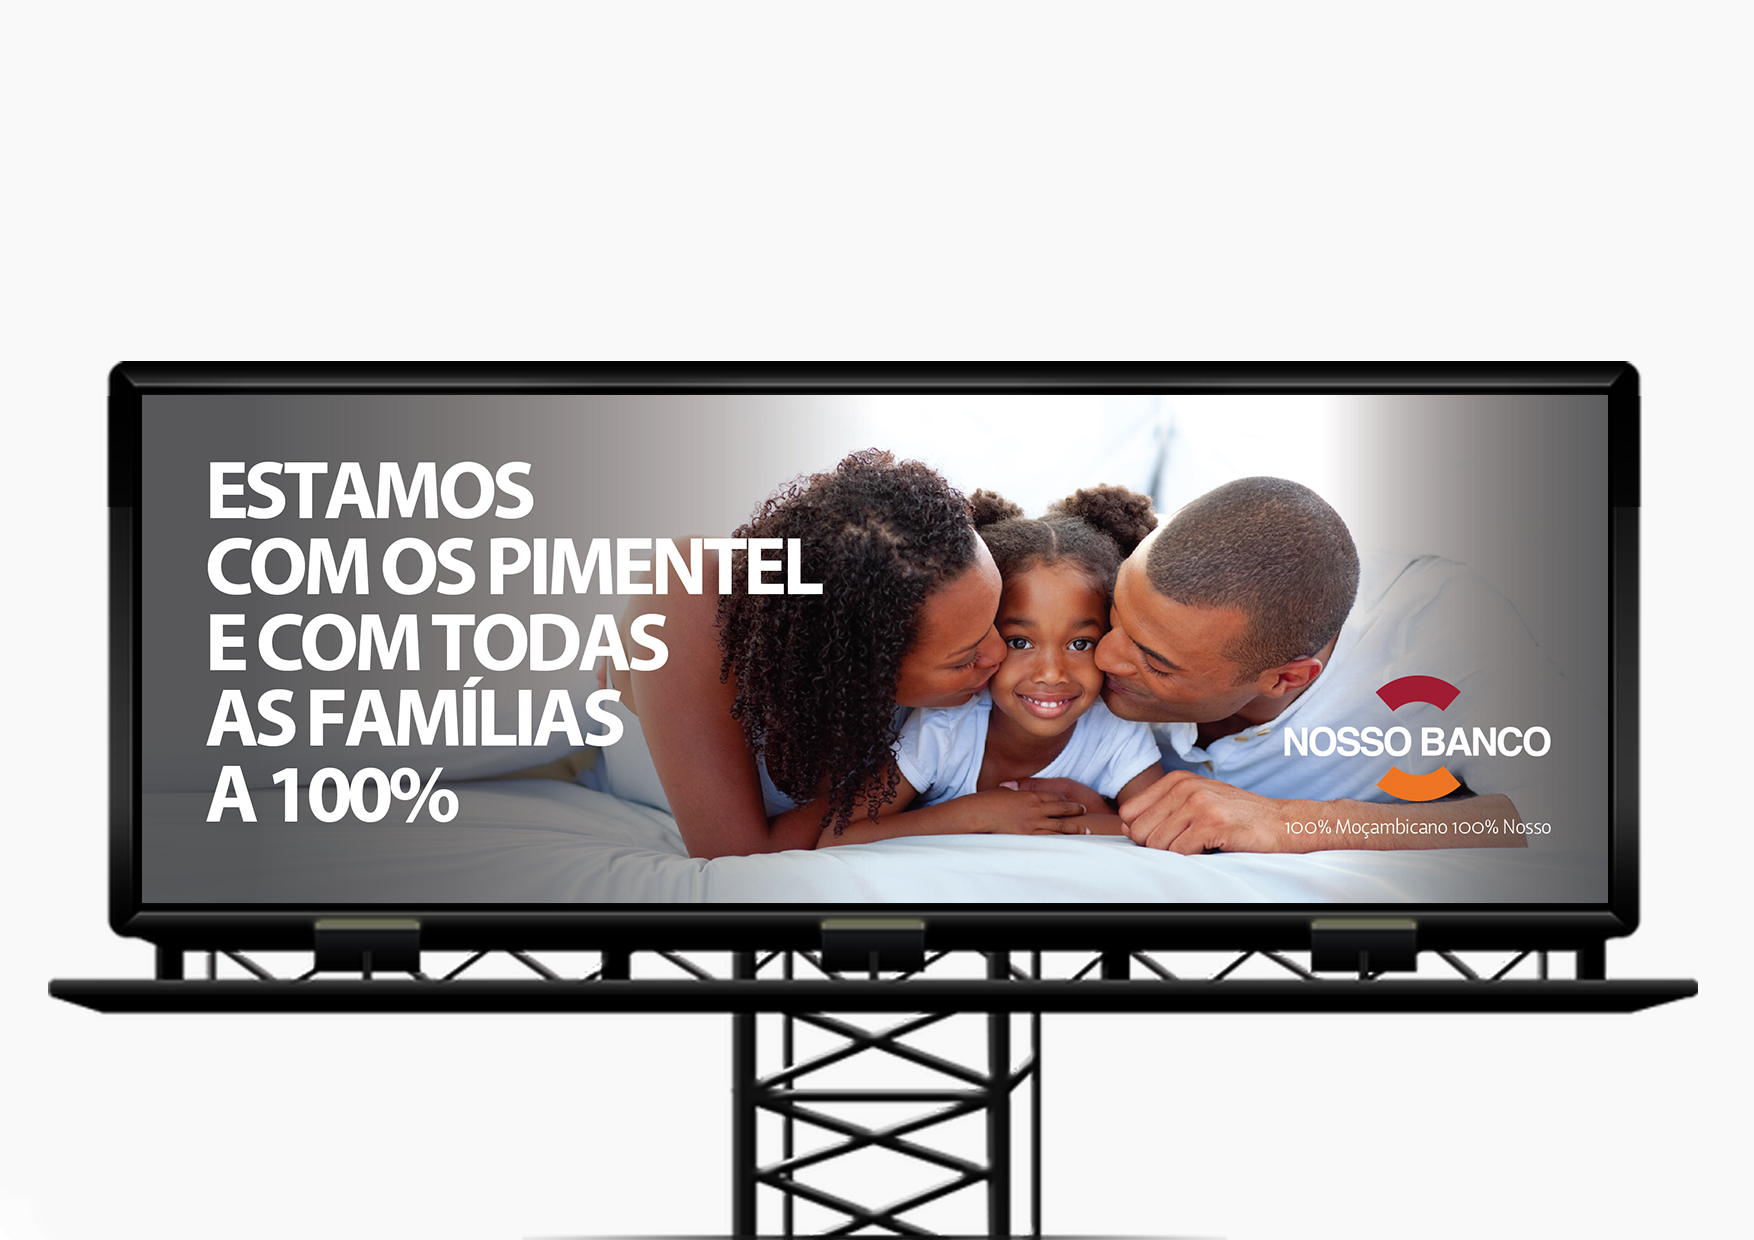 ESTAMOS
COM OS PIMENTEL
E COM TODAS
AS FAMÍLIAS
A 100%
NOSSO BANCO
100% Moçambicano 100% Nosso